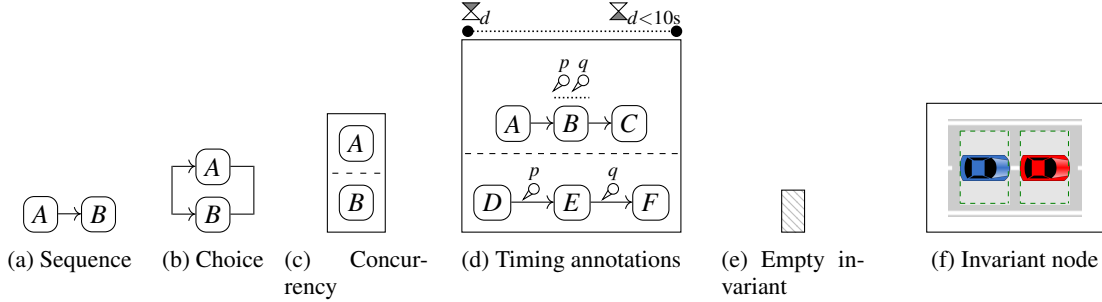 d
d<10s
p q
A B C
p q
D E F
A
B
A
B
A B
(a) Sequence
(b) Choice
(c) Concur-
rency
(d) Timing annotations
(e) Empty in-
variant
(f) Invariant node